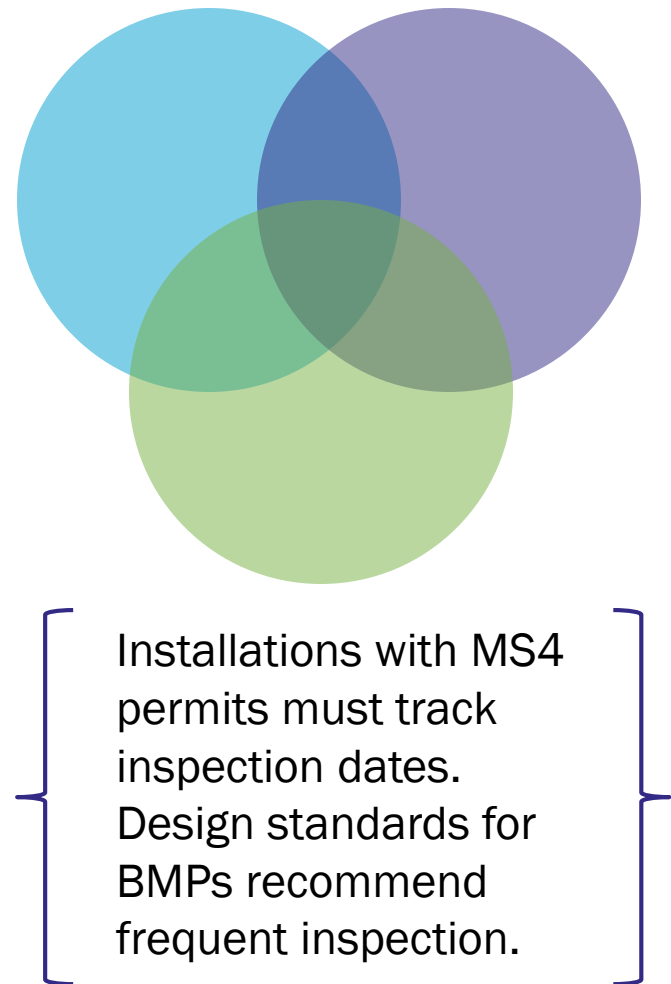 Installations with MS4
permits must track
inspection dates.
Design standards for
BMPs recommend
frequent inspection.